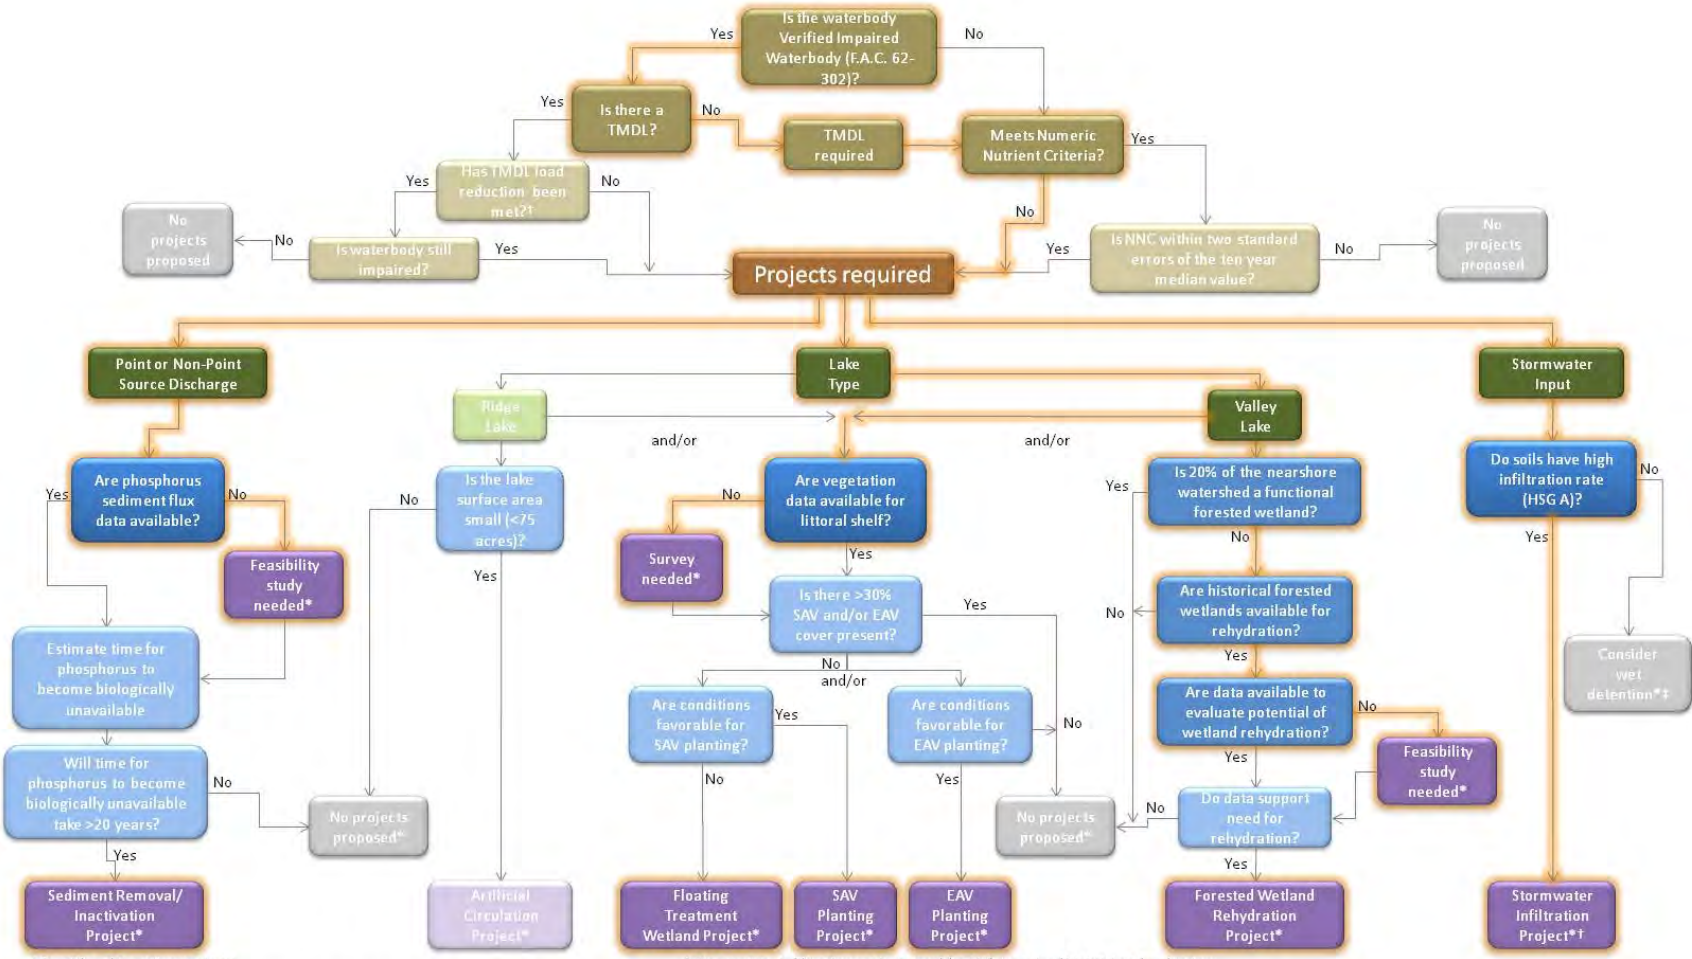 Is the waterbody
Verified Impaired
Waterbody (F.A.C. 62-
302)?
Yes
No
Is there a
TMDL?
Yes
No
TMDL
required
Meets Numeric
Nutrient Criteria?
Yes
No
Has TMDL load
reduction been
met?†
Yes
No
No
projects
proposed
No
Is waterbody still
impaired?
Yes
Projects required
Yes
Is NNC within two standard
errors of the ten year
median value?
No
No
projects
proposed
Point or Non-Point
Source Discharge
Lake
Type
Stormwater
Input
Ridge
Lake
Valley
Lake
and/or
and/or
Are phosphorus
sediment flux
data available?
Yes
No
Feasibility
study
needed*
Estimate time for
phosphorus to
become biologically
unavailable
Will time for
phosphorus to become
biologically unavailable
take >20 years?
No
Yes
Sediment Removal/
Inactivation
Project*
Is the lake
surface area
small (<75
acres)?
No
Yes
No projects
proposed*
Artificial
Circulation
Project*
Are vegetation
data available for
littoral shelf?
No
Yes
Survey
needed*
Is there >30%
SAV and/or EAV
cover present?
Yes
No
and/or
Are conditions
favorable for
SAV planting?
Yes
No
Are conditions
favorable for
EAV planting?
No
Yes
Floating
Treatment
Wetland Project*
SAV
Planting
Project*
EAV
Planting
Project*
No projects
proposed*
Is 20% of the nearshore
watershed a functional
forested wetland?
Yes
No
Are historical forested
wetlands available for
rehydration?
No
Yes
Are data available to
evaluate potential of
wetland rehydration?
No
Yes
Feasibility
study
needed*
Do data support
need for
rehydration?
No
Yes
Forested Wetland
Rehydration
Project*
Do soils have high
infiltration rate
(HSG A)?
No
Yes
Consider
wet
detention*‡
Stormwater
Infiltration
Project*†